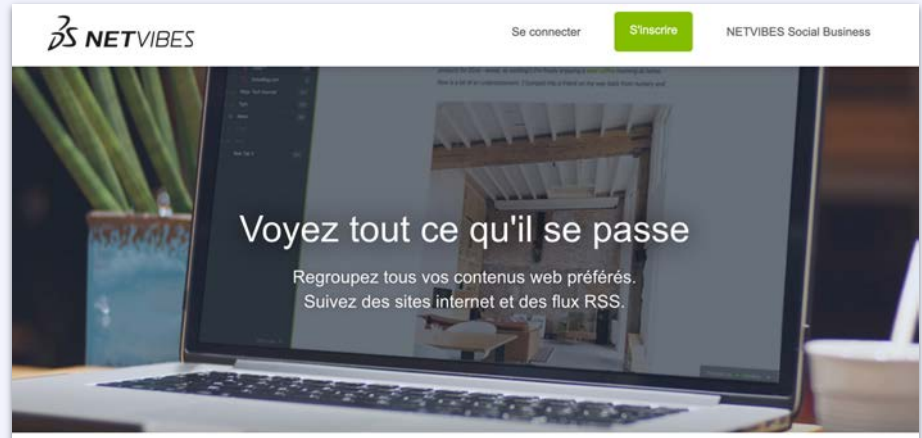 NETVIBES
Se connecter
S'inscrire
NETVIBES Social Business
Voyez tout ce qu'il se passe
Regroupez tous vos contenus web préférés.
Suivez des sites internet et des flux RSS.